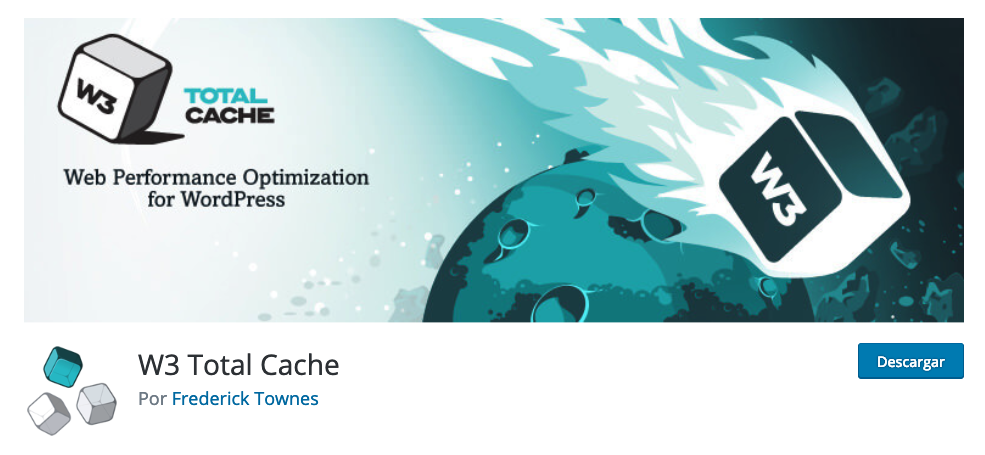 W3
TOTAL
CACHE
Web Performance Optimization
for WordPress
W3
W3 Total Cache
Descargar
Por Frederick Townes